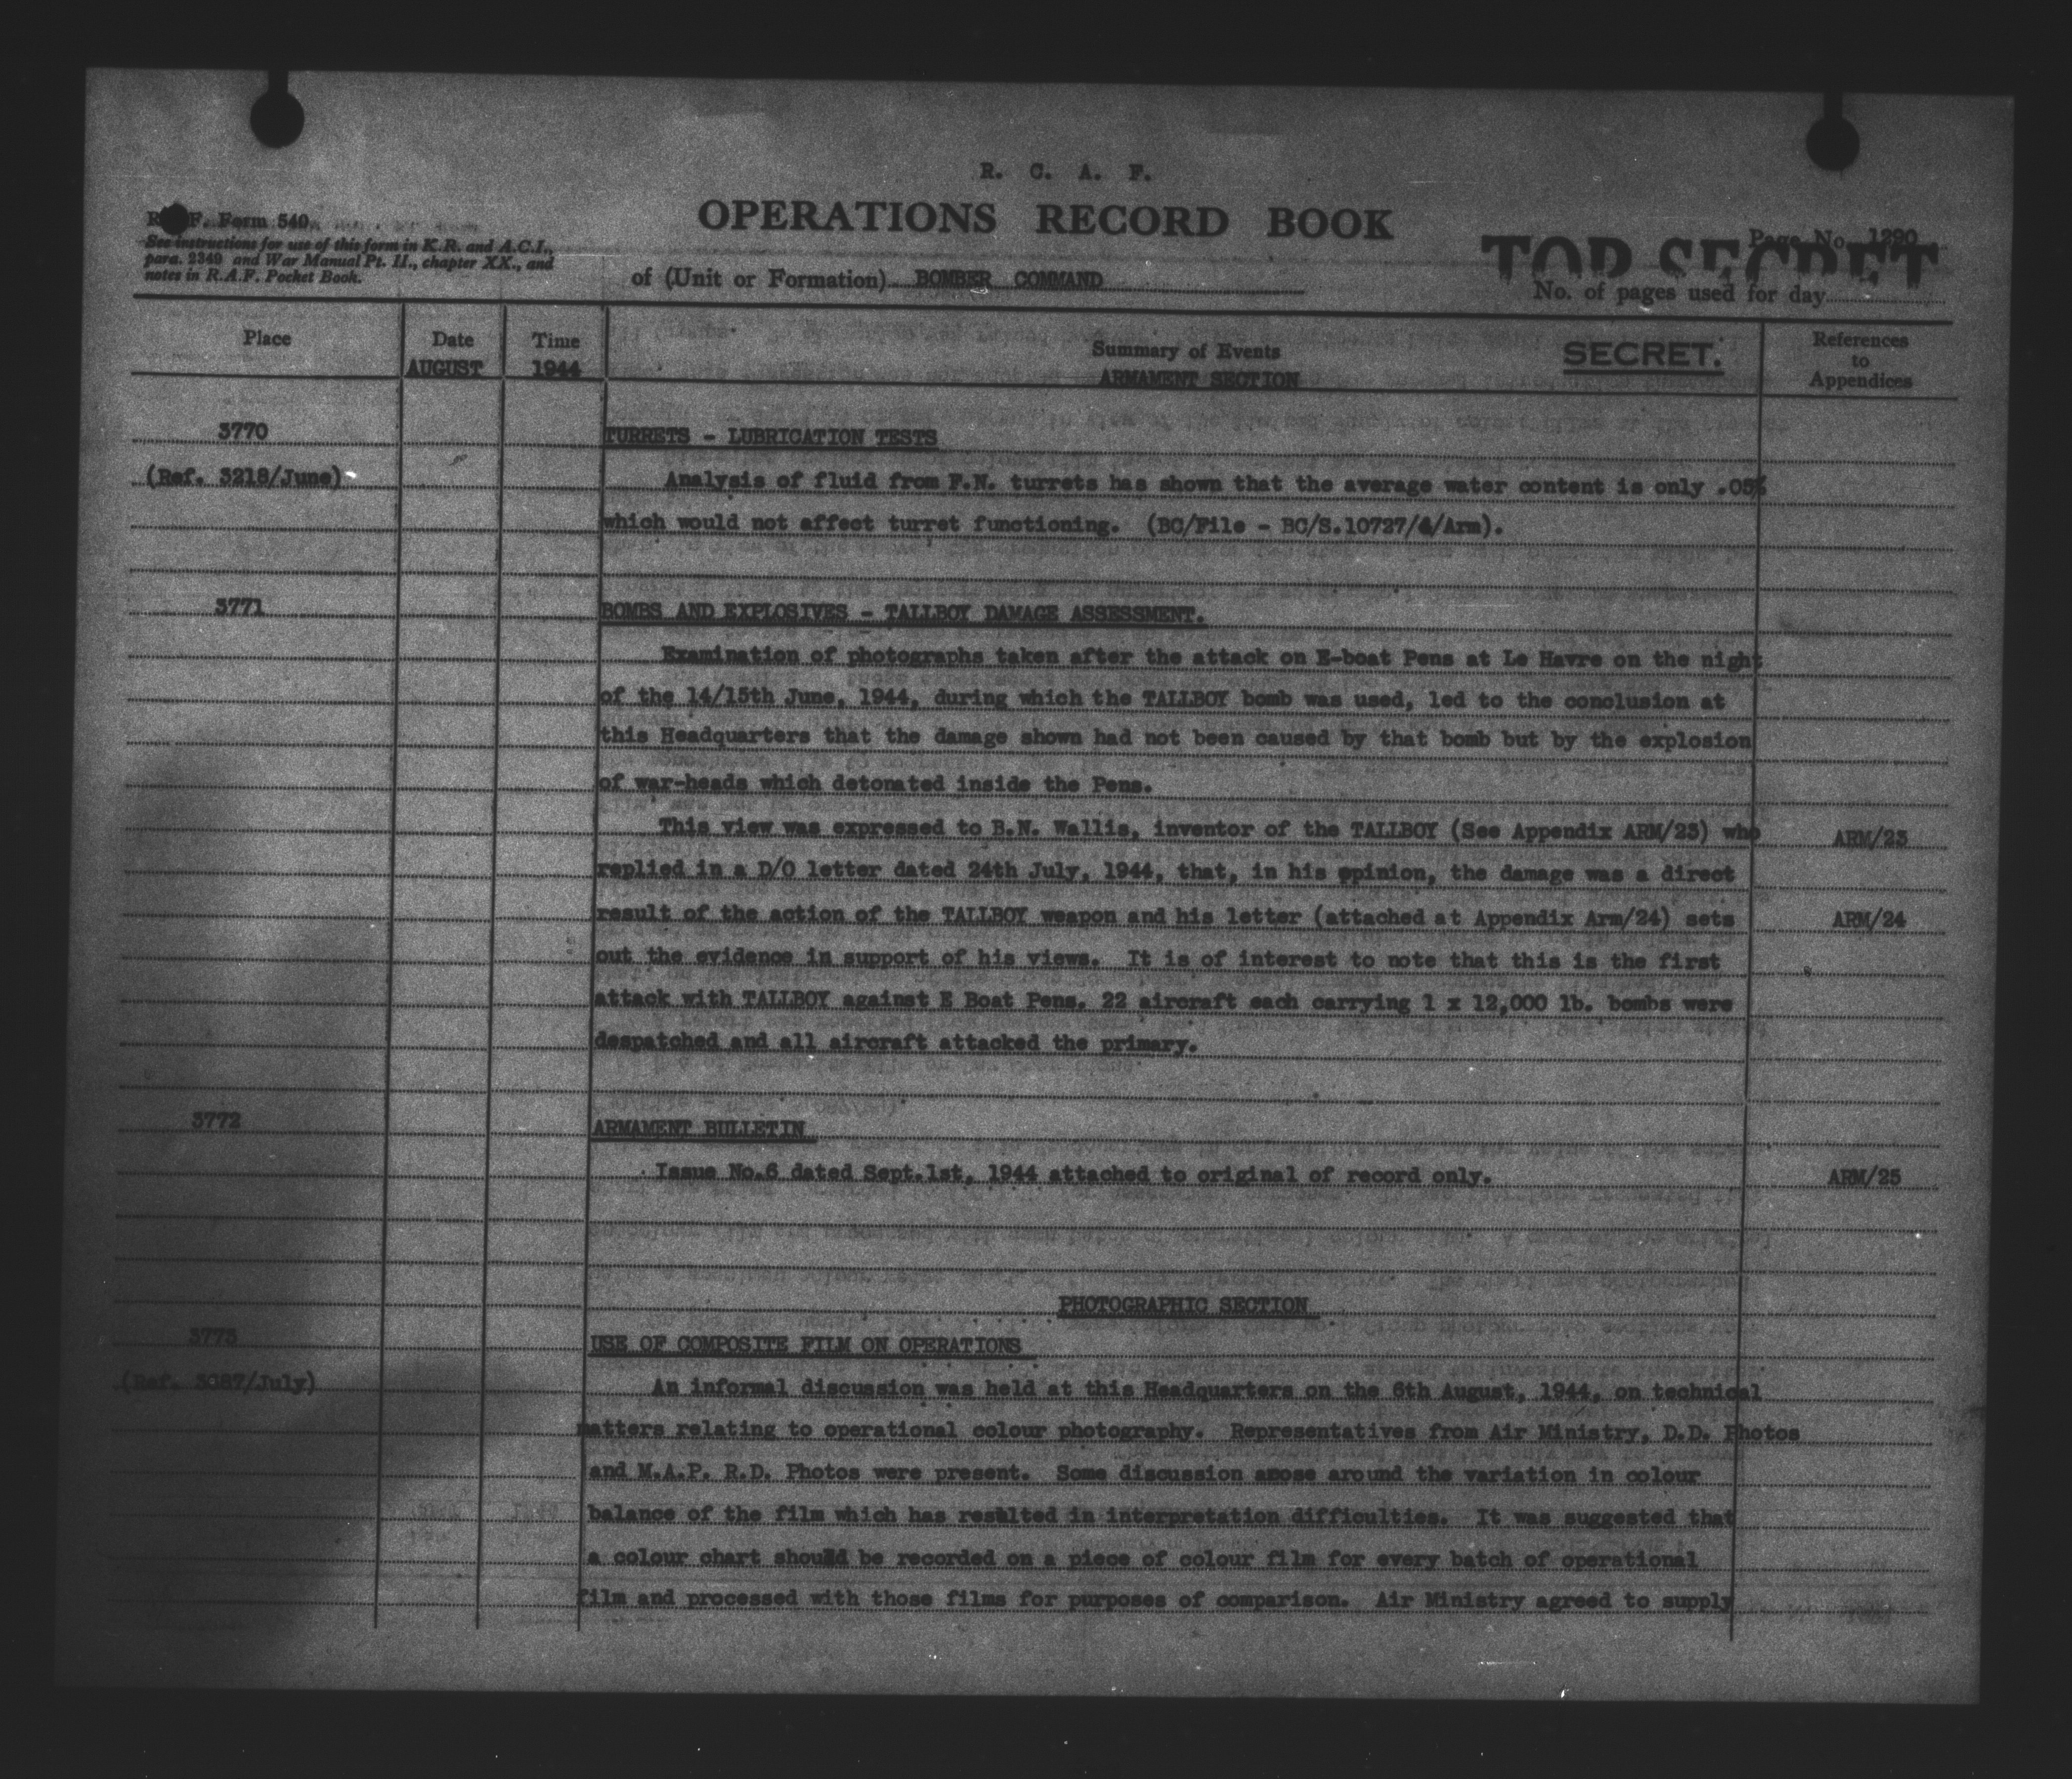 R. C. A. F.
OPERATIONS RECORD BOOK
F. Form 540.
See instructions for use of this form in K.R. and A.C.I.,
para. 2349 and War Manual Pt. II., chapter XX., and
notes in R.A.F. Pocket Book.
of (Unit or Formation) BOMBER COMMAND
Page No. 1290
TOP SECRET
No. of pages used for day
Place Date Time Summary of Events SECRET. References to Appendices
AUGUST 1944 ARMAMENT SECTION
3770 TURRETS - LUBRICATION TESTS
(Ref. 3218/June) Analysis of fluid from F.N. turrets has shown that the average water content is only .05%
which would not affect turret functioning. (BC/File - BC/S.10727/4/Arm).
3771 BOMBS AND EXPLOSIVES - TALLBOY DAMAGE ASSESSMENT.
Examination of photographs taken after the attack on E-boat Pens at Le Havre on the night
of the 14/15th June, 1944, during which the TALLBOY bomb was used, led to the conclusion at
this Headquarters that the damage shown had not been caused by that bomb but by the explosion
of war-heads which detonated inside the Pens.
This view was expressed to B.N. Wallis, inventor of the TALLBOY (See Appendix ARM/23) who ARM/23
replied in a D/O letter dated 24th July, 1944, that, in his opinion, the damage was a direct
result of the action of the TALLBOY weapon and his letter (attached at Appendix Arm/24) sets ARM/24
out the evidence in support of his views. It is of interest to note that this is the first
attack with TALLBOY against E Boat Pens. 22 aircraft each carrying 1 x 12,000 lb. bombs were
despatched and all aircraft attacked the primary.
3772 ARMAMENT BULLETIN
Issue No.6 dated Sept.1st, 1944 attached to original of record only. ARM/25
PHOTOGRAPHIC SECTION
3773 USE OF COMPOSITE FILM ON OPERATIONS
(Ref. 3087/July) An informal discussion was held at this Headquarters on the 6th August, 1944, on technical
matters relating to operational colour photography. Representatives from Air Ministry, D.D. Photos
and M.A.P. R.D. Photos were present. Some discussion arose around the variation in colour
balance of the film which has resulted in interpretation difficulties. It was suggested that
a colour chart should be recorded on a piece of colour film for every batch of operational
film and processed with those films for purposes of comparison. Air Ministry agreed to supply